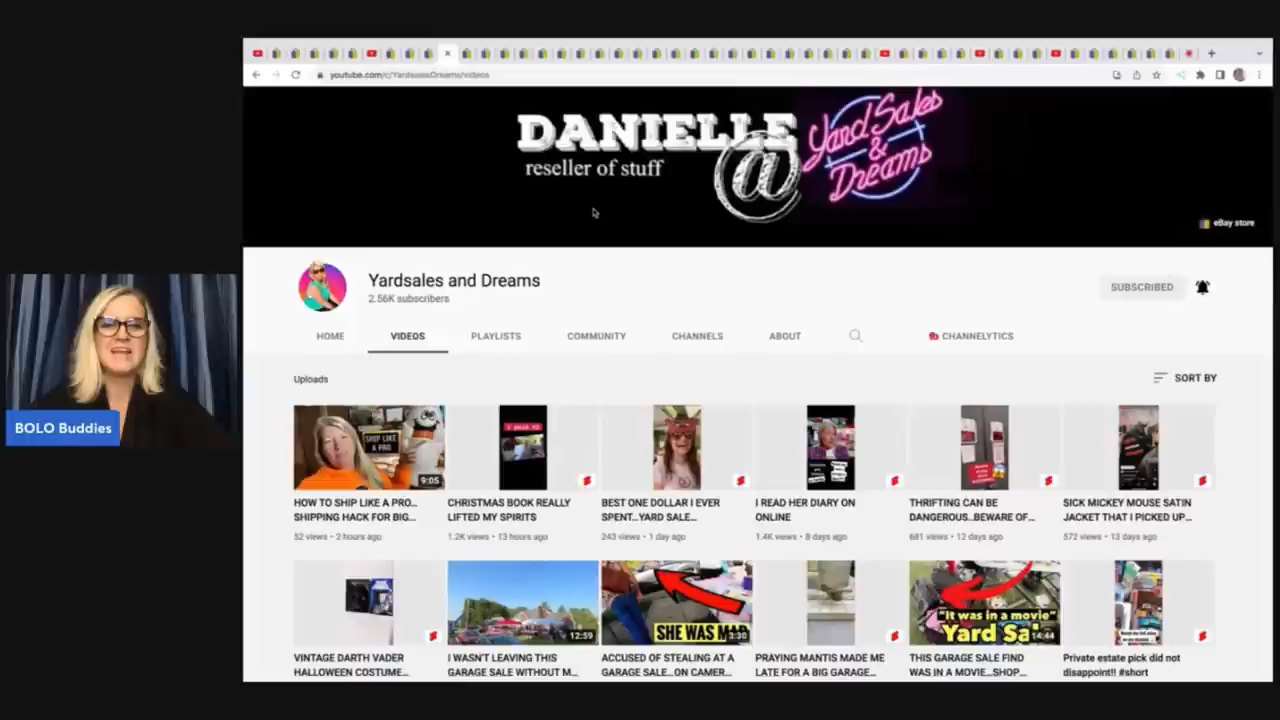 youtube.com/c/YardsalesDreams/videos
DANIELLE
reseller of stuff
@
Yard Sales
&
Dreams
eBay store
Yardsales and Dreams
2.56K subscribers
SUBSCRIBED
HOME VIDEOS PLAYLISTS COMMUNITY CHANNELS ABOUT CHANNELYTICS
Uploads
SORT BY
SHIP LIKE
A PRO
9:05
HOW TO SHIP LIKE A PRO...
SHIPPING HACK FOR BIG...
52 views • 2 hours ago
CHRISTMAS BOOK REALLY
LIFTED MY SPIRITS
1.2K views • 13 hours ago
BEST ONE DOLLAR I EVER
SPENT...YARD SALE...
243 views • 1 day ago
I READ HER DIARY ON
ONLINE
1.4K views • 8 days ago
THRIFTING CAN BE
DANGEROUS...BEWARE OF...
681 views • 12 days ago
SICK MICKEY MOUSE SATIN
JACKET THAT I PICKED UP...
572 views • 13 days ago
BOLO Buddies
VINTAGE DARTH VADER
HALLOWEEN COSTUME...
12:59
I WASN'T LEAVING THIS
GARAGE SALE WITHOUT M...
SHE WAS MAD
3:30
ACCUSED OF STEALING AT A
GARAGE SALE...ON CAMER...
PRAYING MANTIS MADE ME
LATE FOR A BIG GARAGE...
"It was in a movie"
Yard Sa
14:44
THIS GARAGE SALE FIND
WAS IN A MOVIE...SHOP...
Private estate pick did not
disappoint!! #short